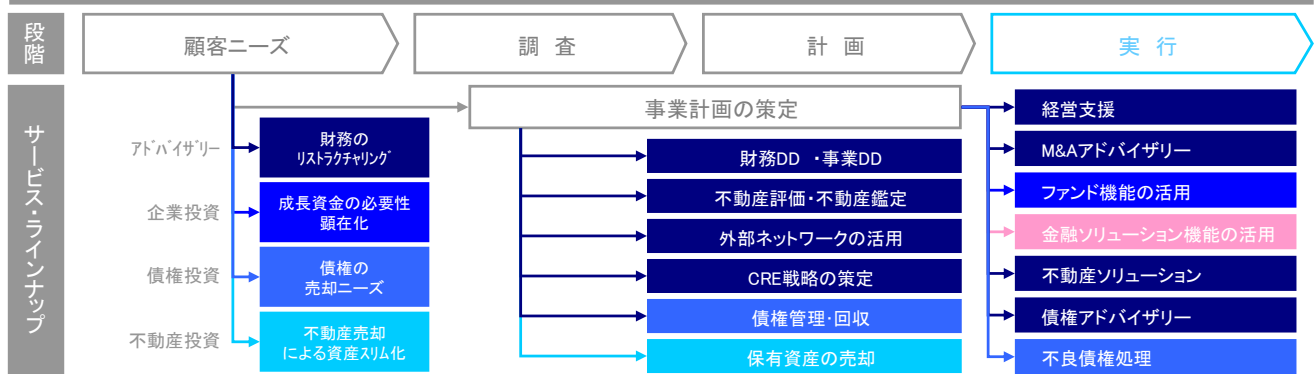 段階
顧客ニーズ
調 査
計 画
実 行
サービス・ラインナップ
事業計画の策定
ｱﾄﾞﾊﾞｲｻﾞﾘｰ
財務の
ﾘｽﾄﾗｸﾁｬﾘﾝｸﾞ
企業投資
成長資金の必要性
顕在化
債権投資
債権の
売却ニーズ
不動産投資
不動産売却
による資産ｽﾘﾑ化
財務DD ・事業DD
不動産評価・不動産鑑定
外部ネットワークの活用
CRE戦略の策定
債権管理・回収
保有資産の売却
経営支援
M&Aアドバイザリー
ファンド機能の活用
金融ソリューション機能の活用
不動産ソリューション
債権アドバイザリー
不良債権処理